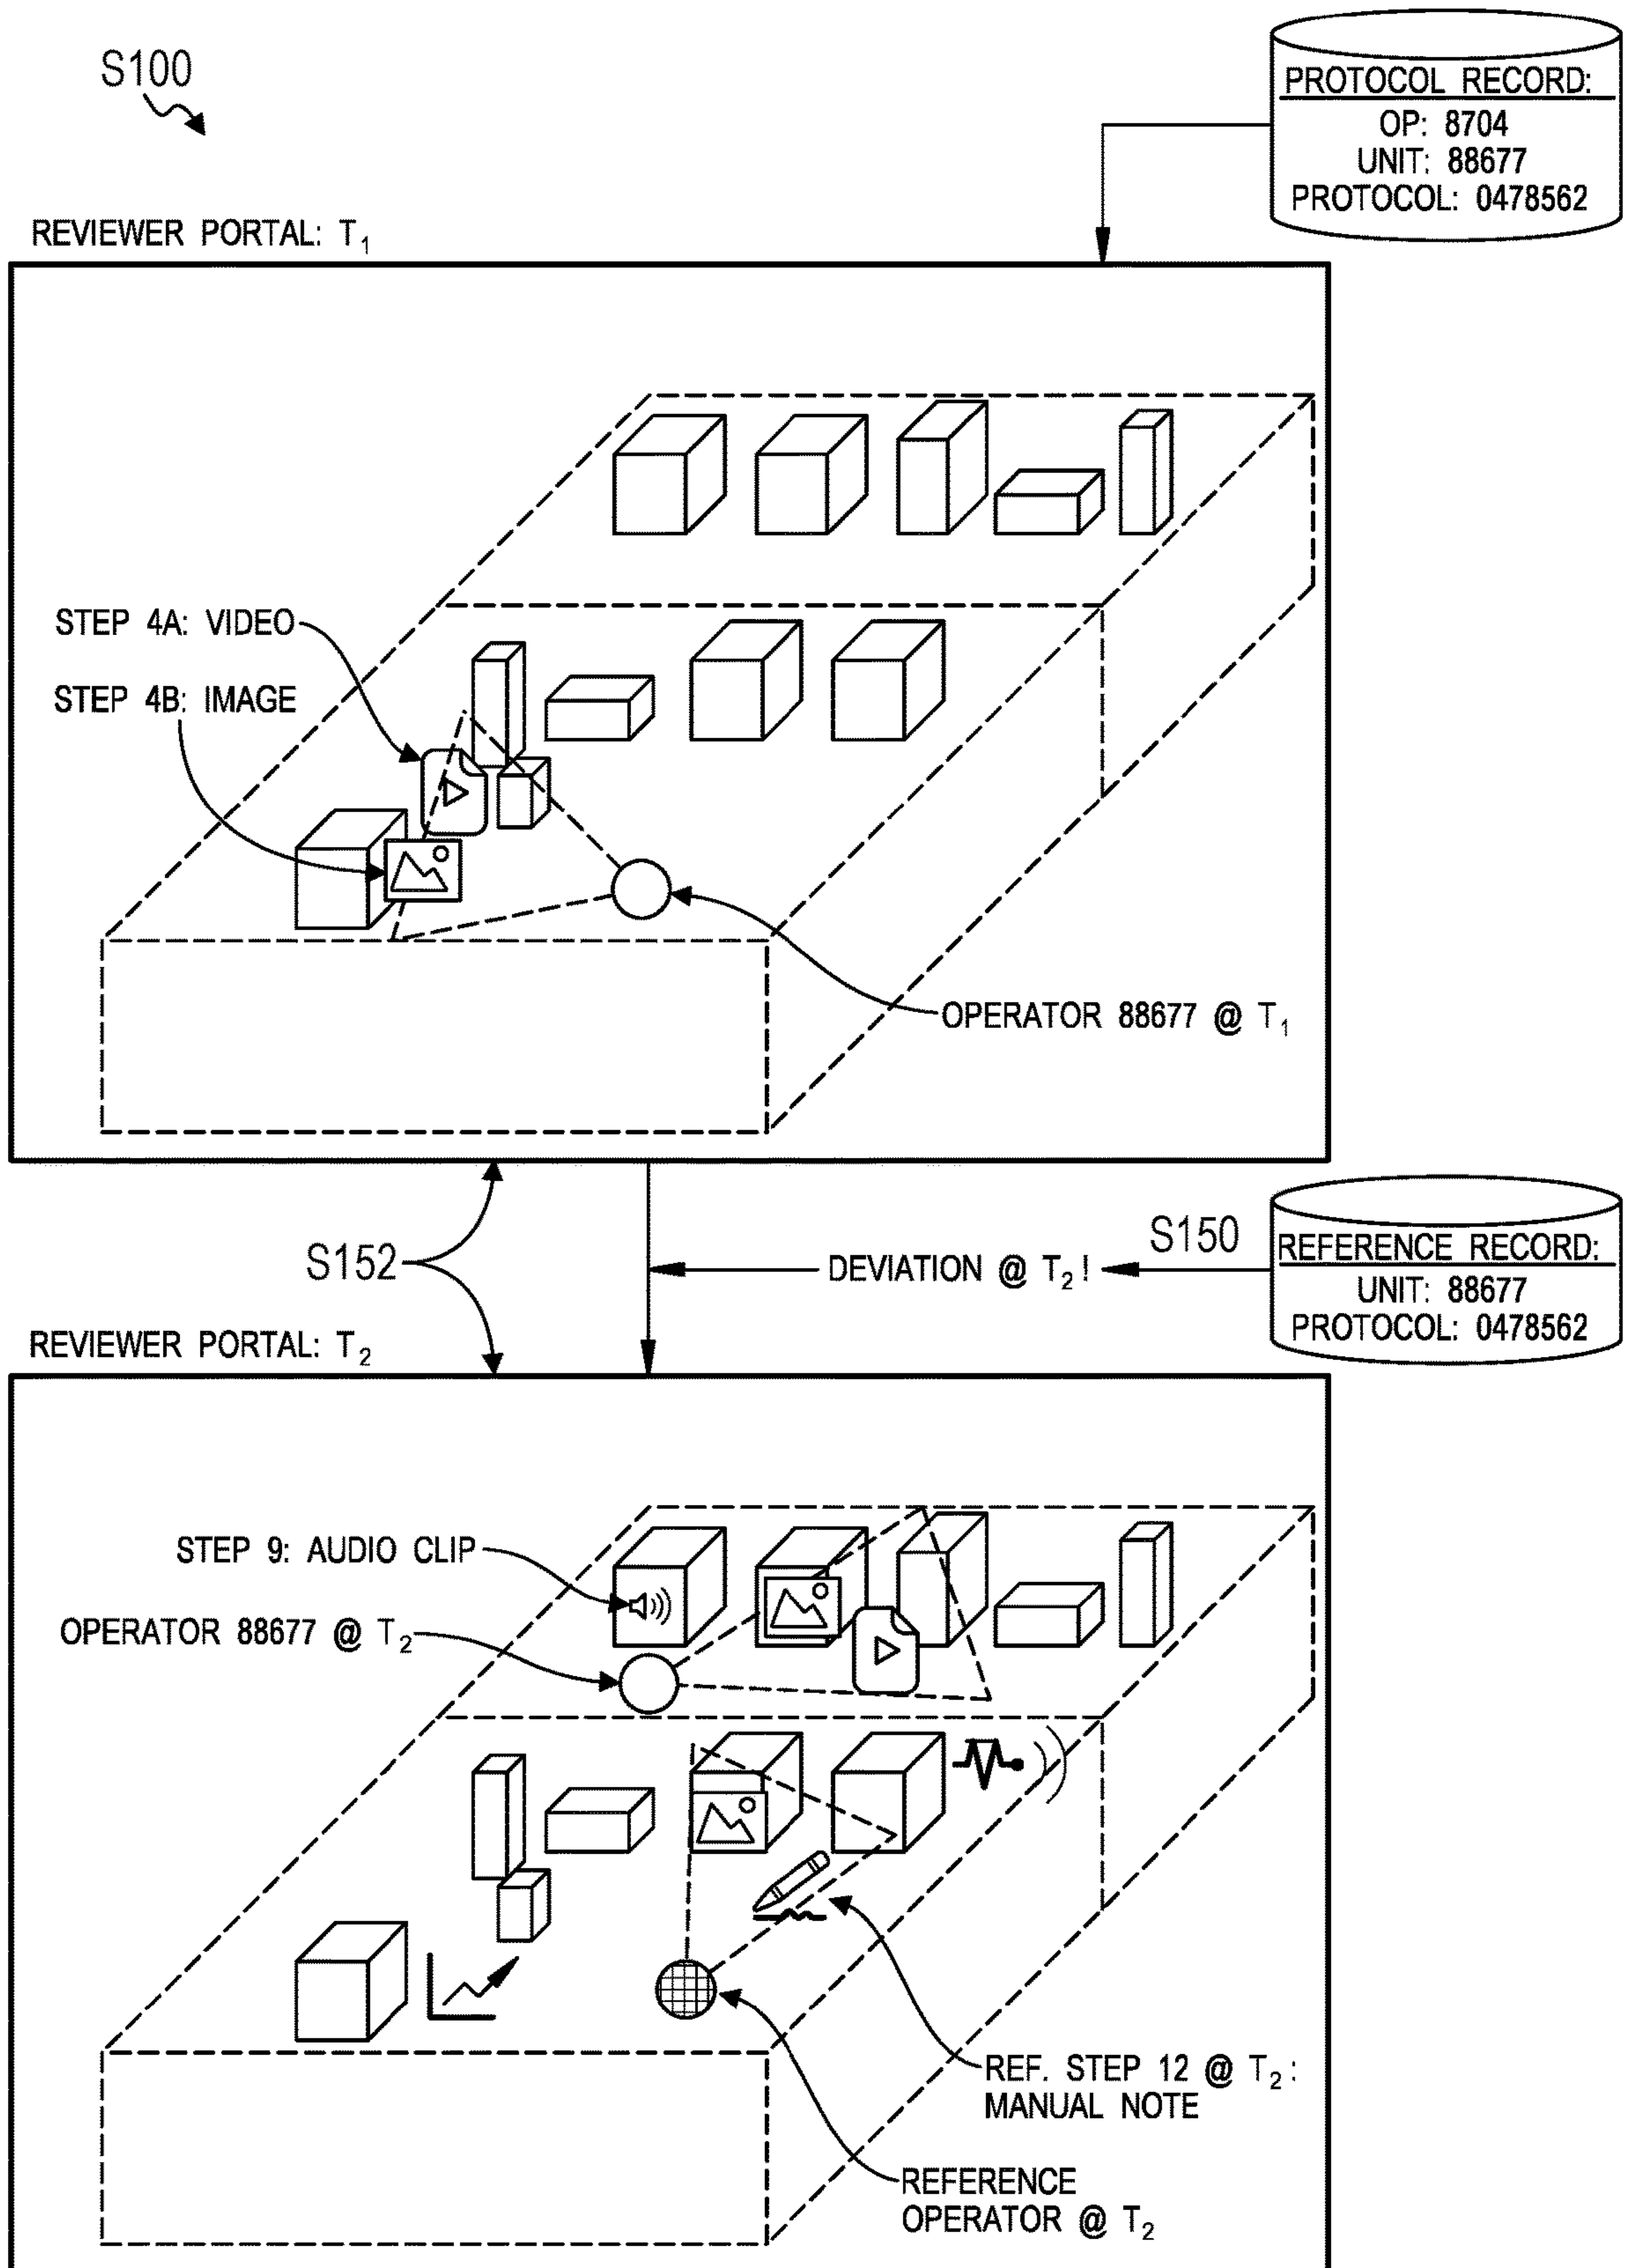 S100
PROTOCOL RECORD:
OP: 8704
UNIT: 88677
PROTOCOL: 0478562
REVIEWER PORTAL: T₁
STEP 4A: VIDEO
STEP 4B: IMAGE
OPERATOR 88677 @ T₁
S152
DEVIATION @ T₂!
S150
REFERENCE RECORD:
UNIT: 88677
PROTOCOL: 0478562
REVIEWER PORTAL: T₂
STEP 9: AUDIO CLIP
OPERATOR 88677 @ T₂
REF. STEP 12 @ T₂:
MANUAL NOTE
REFERENCE
OPERATOR @ T₂